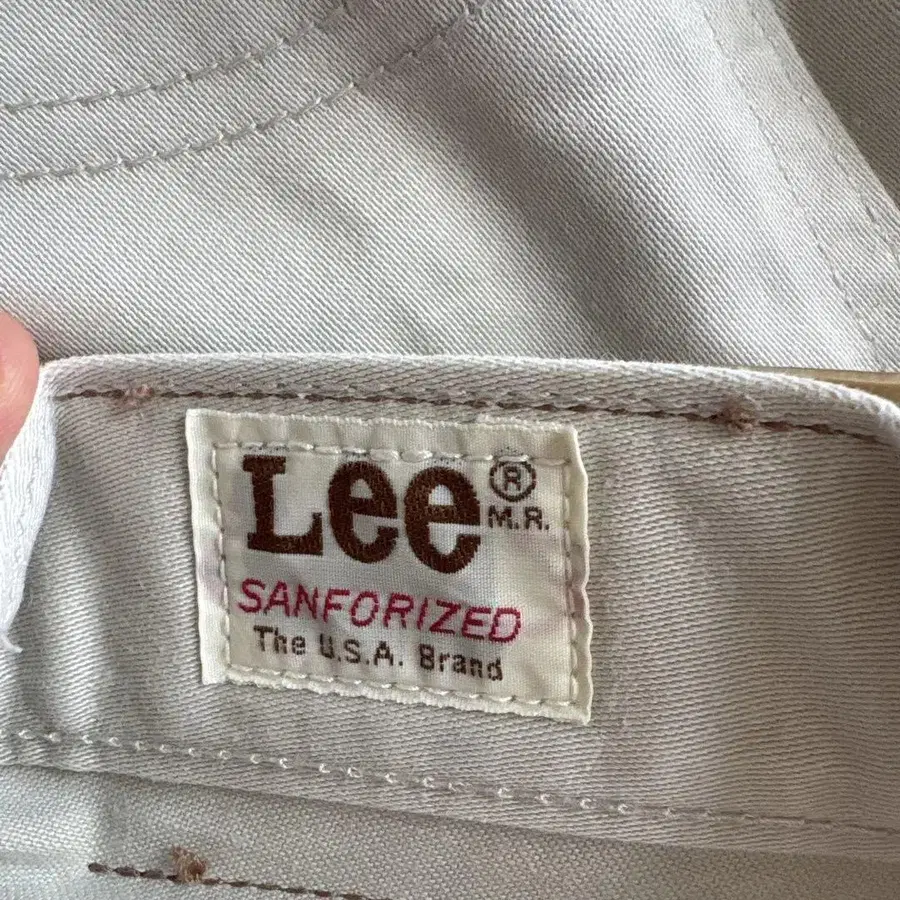 Lee ®
M.R.
SANFORIZED
The U.S.A. Brand